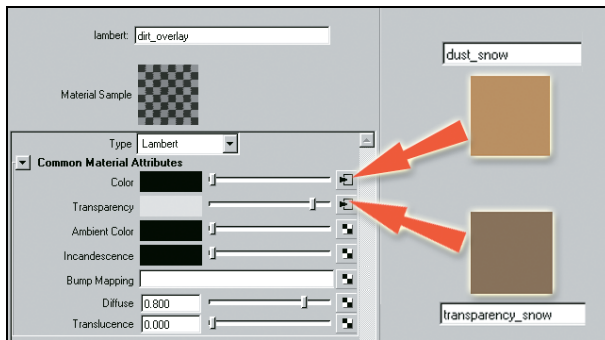 lambert: dirt_overlay
dust_snow
Material Sample
Type Lambert
Common Material Attributes
Color
Transparency
Ambient Color
Incandescence
Bump Mapping
Diffuse 0.800
Translucence 0.000
transparency_snow